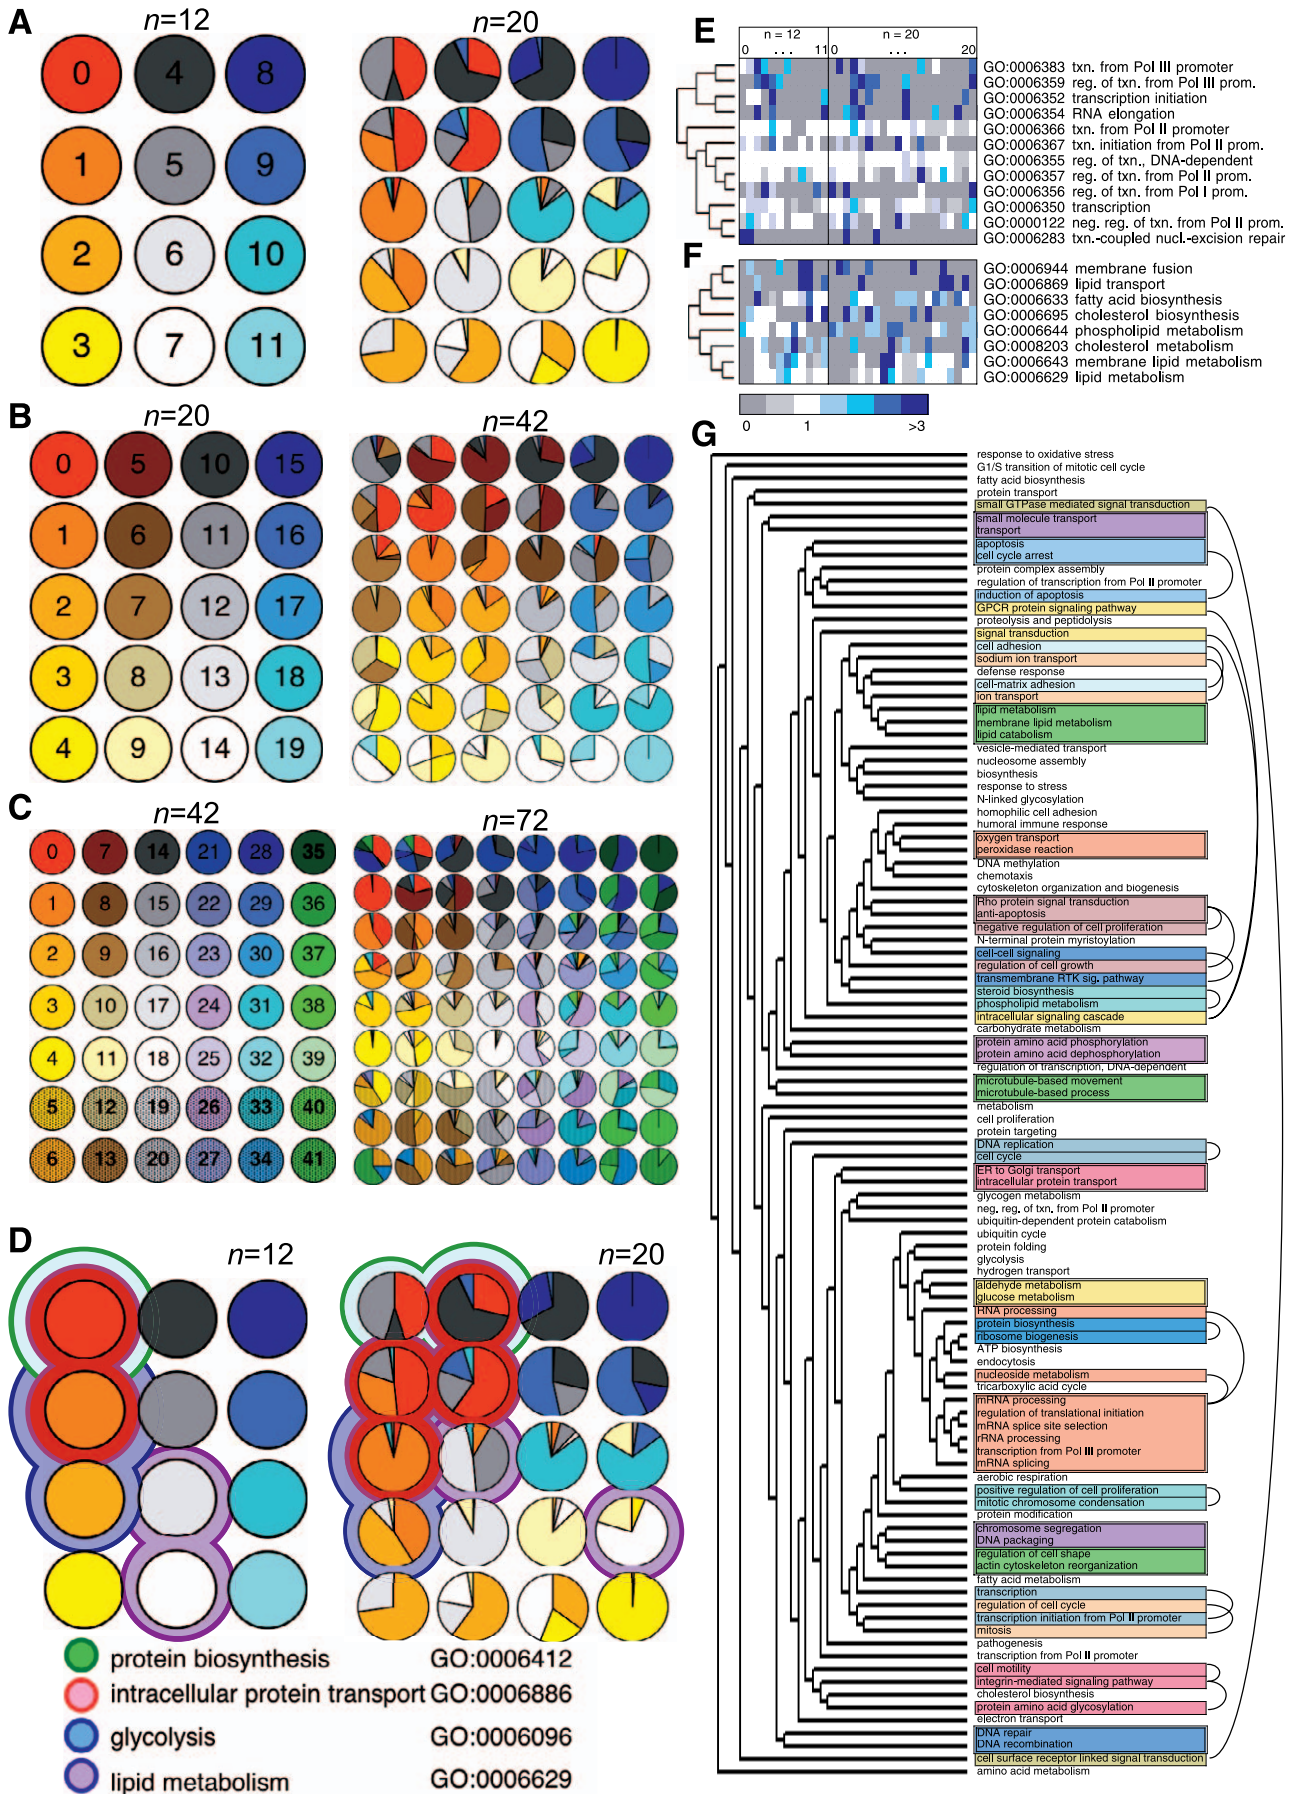 A
n=12
n=20
0 4 8
1 5 9
2 6 10
3 7 11
B
n=20
n=42
0 5 10 15
1 6 11 16
2 7 12 17
3 8 13 18
4 9 14 19
C
n=42
n=72
0 7 14 21 28 35
1 8 15 22 29 36
2 9 16 23 30 37
3 10 17 24 31 38
4 11 18 25 32 39
5 12 19 26 33 40
6 13 20 27 34 41
D
n=12
n=20
protein biosynthesis GO:0006412
intracellular protein transport GO:0006886
glycolysis GO:0006096
lipid metabolism GO:0006629
E
n = 12 n = 20
0 . . . 11 0 . . . 20
GO:0006383 txn. from Pol III promoter
GO:0006359 reg. of txn. from Pol III prom.
GO:0006352 transcription initiation
GO:0006354 RNA elongation
GO:0006366 txn. from Pol II promoter
GO:0006367 txn. initiation from Pol II prom.
GO:0006355 reg. of txn., DNA-dependent
GO:0006357 reg. of txn. from Pol II prom.
GO:0006356 reg. of txn. from Pol I prom.
GO:0006350 transcription
GO:0000122 neg. reg. of txn. from Pol II prom.
GO:0006283 txn.-coupled nucl.-excision repair
F
GO:0006944 membrane fusion
GO:0006869 lipid transport
GO:0006633 fatty acid biosynthesis
GO:0006695 cholesterol biosynthesis
GO:0006644 phospholipid metabolism
GO:0008203 cholesterol metabolism
GO:0006643 membrane lipid metabolism
GO:0006629 lipid metabolism
0 1 >3
G
response to oxidative stress
G1/S transition of mitotic cell cycle
fatty acid biosynthesis
protein transport
small GTPase mediated signal transduction
small molecule transport
transport
apoptosis
cell cycle arrest
protein complex assembly
regulation of transcription from Pol II promoter
induction of apoptosis
GPCR protein signaling pathway
proteolysis and peptidolysis
signal transduction
cell adhesion
sodium ion transport
defense response
cell-matrix adhesion
ion transport
lipid metabolism
membrane lipid metabolism
lipid catabolism
vesicle-mediated transport
nucleosome assembly
biosynthesis
response to stress
N-linked glycosylation
homophilic cell adhesion
humoral immune response
oxygen transport
peroxidase reaction
DNA methylation
chemotaxis
cytoskeleton organization and biogenesis
Rho protein signal transduction
anti-apoptosis
negative regulation of cell proliferation
N-terminal protein myristoylation
cell-cell signaling
regulation of cell growth
transmembrane RTK sig. pathway
steroid biosynthesis
phospholipid metabolism
intracellular signaling cascade
carbohydrate metabolism
protein amino acid phosphorylation
protein amino acid dephosphorylation
regulation of transcription, DNA-dependent
microtubule-based movement
microtubule-based process
metabolism
cell proliferation
protein targeting
DNA replication
cell cycle
ER to Golgi transport
intracellular protein transport
glycogen metabolism
neg. reg. of txn. from Pol II promoter
ubiquitin-dependent protein catabolism
ubiquitin cycle
protein folding
glycolysis
hydrogen transport
aldehyde metabolism
glucose metabolism
RNA processing
protein biosynthesis
ribosome biogenesis
ATP biosynthesis
endocytosis
nucleoside metabolism
tricarboxylic acid cycle
mRNA processing
regulation of translational initiation
mRNA splice site selection
rRNA processing
transcription from Pol III promoter
mRNA splicing
aerobic respiration
positive regulation of cell proliferation
mitotic chromosome condensation
protein modification
chromosome segregation
DNA packaging
regulation of cell shape
actin cytoskeleton reorganization
fatty acid metabolism
transcription
regulation of cell cycle
transcription initiation from Pol II promoter
mitosis
pathogenesis
transcription from Pol II promoter
cell motility
integrin-mediated signaling pathway
cholesterol biosynthesis
protein amino acid glycosylation
electron transport
DNA repair
DNA recombination
cell surface receptor linked signal transduction
amino acid metabolism